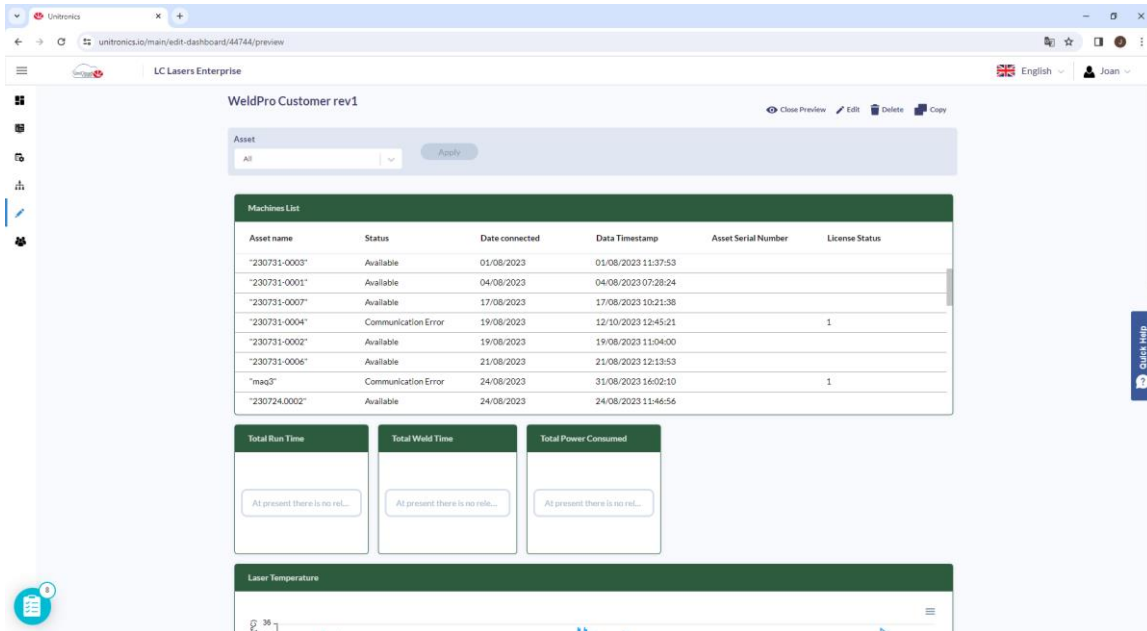 Unitronics
unitronics.io/main/edit-dashboard/44744/preview
LC Lasers Enterprise
English
Joan
WeldPro Customer rev1
Close Preview Edit Delete Copy
Asset
All
Apply
Machines List
Asset name Status Date connected Data Timestamp Asset Serial Number License Status
"230731-0003" Available 01/08/2023 01/08/2023 11:37:53
"230731-0001" Available 04/08/2023 04/08/2023 07:28:24
"230731-0007" Available 17/08/2023 17/08/2023 10:21:38
"230731-0004" Communication Error 19/08/2023 12/10/2023 12:45:21 1
"230731-0002" Available 19/08/2023 19/08/2023 11:04:00
"230731-0006" Available 21/08/2023 21/08/2023 12:13:53
"maq3" Communication Error 24/08/2023 31/08/2023 16:02:10 1
"230724.0002" Available 24/08/2023 24/08/2023 11:46:56
Quick Help
Total Run Time Total Weld Time Total Power Consumed
At present there is no rel... At present there is no rele... At present there is no rel...
Laser Temperature
8
36